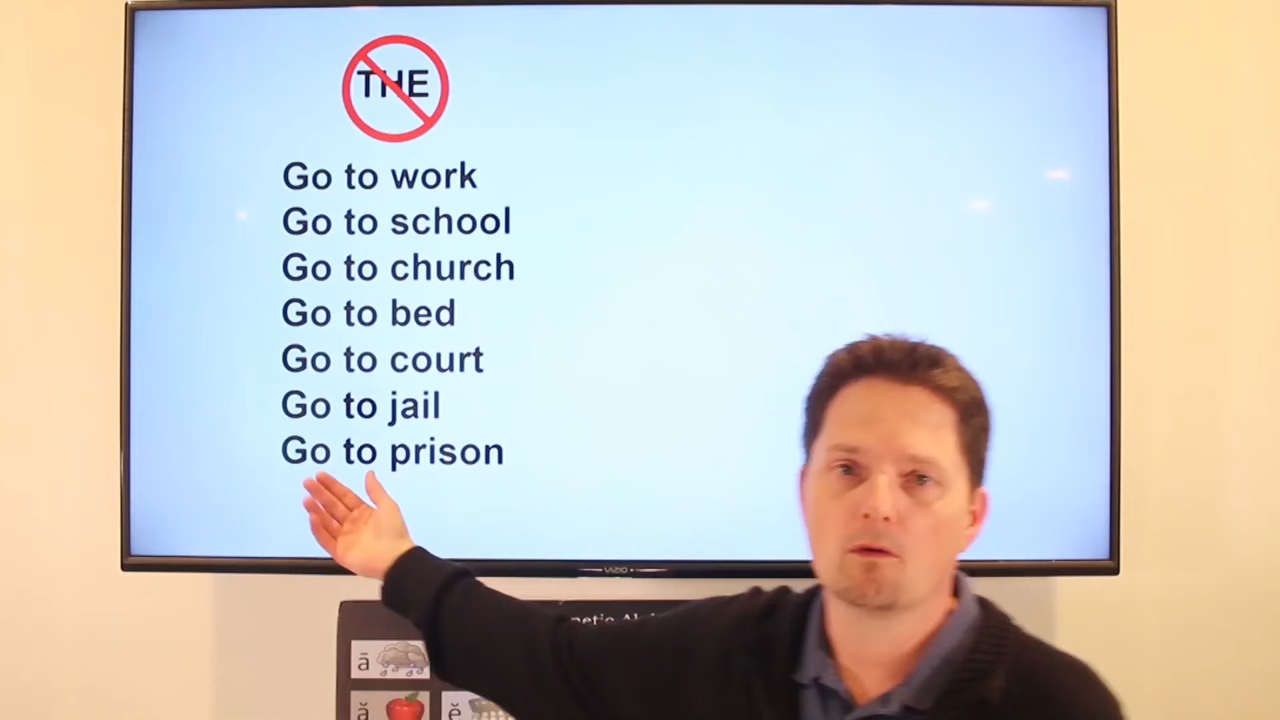 THE
Go to work
Go to school
Go to church
Go to bed
Go to court
Go to jail
Go to prison
VIZIO
ā
ă
ĕ